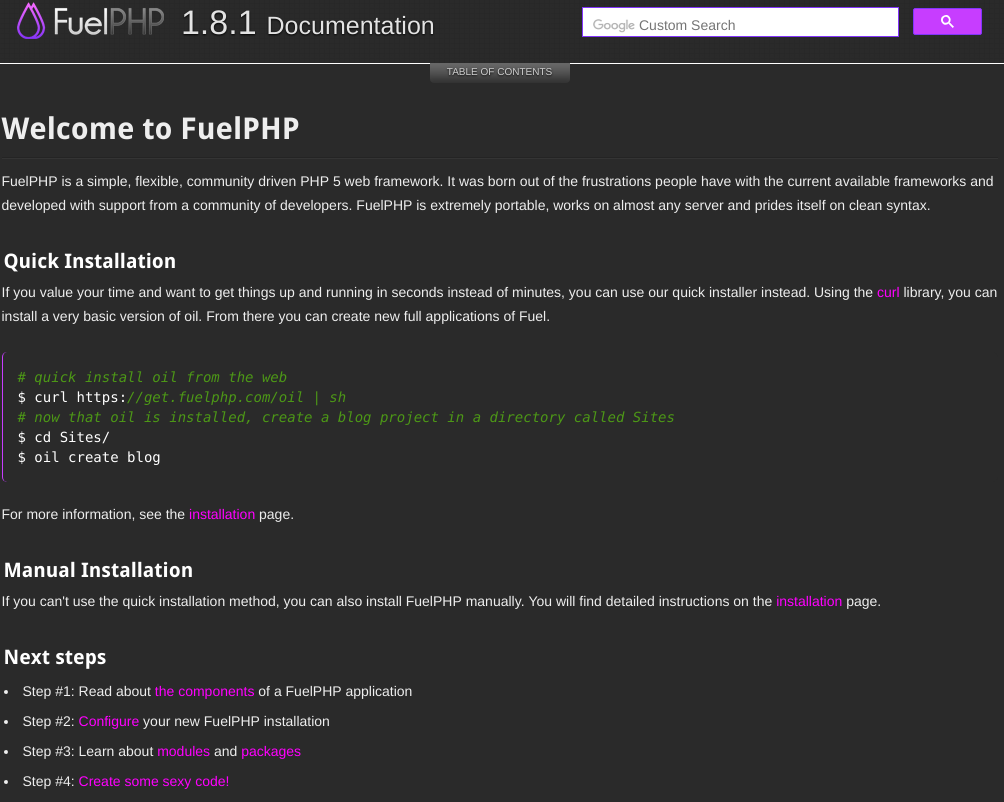 FuelPHP 1.8.1 Documentation
Google Custom Search
TABLE OF CONTENTS
Welcome to FuelPHP
FuelPHP is a simple, flexible, community driven PHP 5 web framework. It was born out of the frustrations people have with the current available frameworks and
developed with support from a community of developers. FuelPHP is extremely portable, works on almost any server and prides itself on clean syntax.
Quick Installation
If you value your time and want to get things up and running in seconds instead of minutes, you can use our quick installer instead. Using the curl library, you can
install a very basic version of oil. From there you can create new full applications of Fuel.
# quick install oil from the web
$ curl https://get.fuelphp.com/oil | sh
# now that oil is installed, create a blog project in a directory called Sites
$ cd Sites/
$ oil create blog
For more information, see the installation page.
Manual Installation
If you can't use the quick installation method, you can also install FuelPHP manually. You will find detailed instructions on the installation page.
Next steps
• Step #1: Read about the components of a FuelPHP application
• Step #2: Configure your new FuelPHP installation
• Step #3: Learn about modules and packages
• Step #4: Create some sexy code!